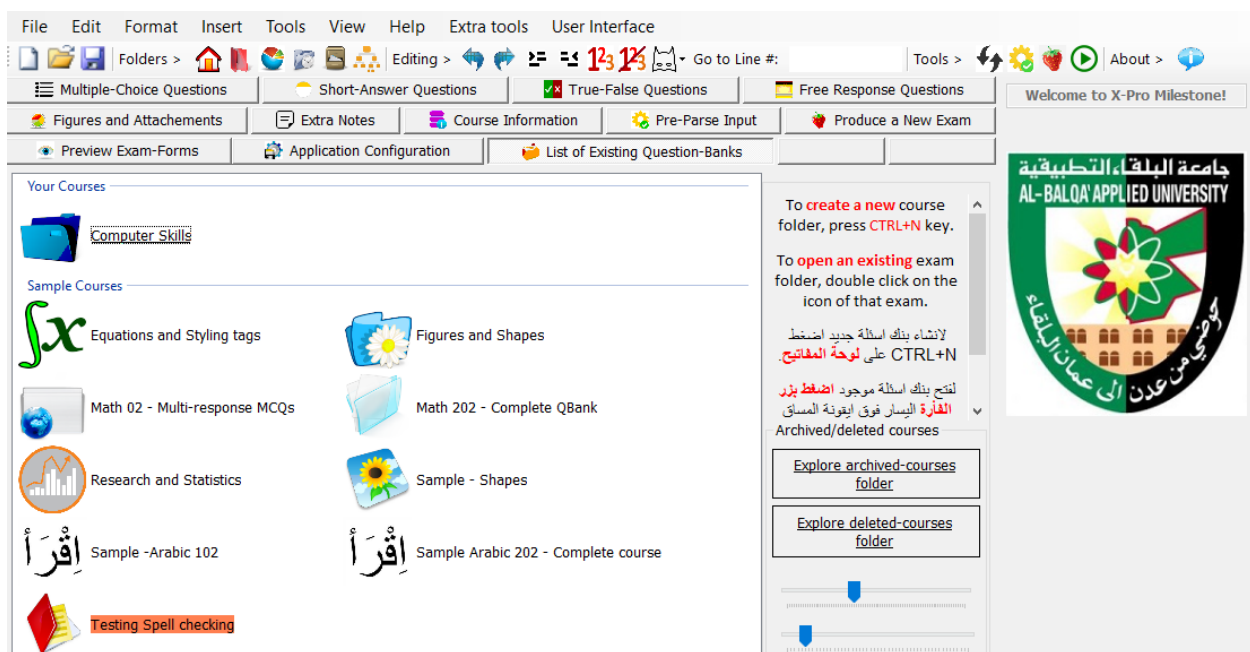 File Edit Format Insert Tools View Help Extra tools User Interface
Folders > Editing > Go to Line #: Tools > About >
Multiple-Choice Questions Short-Answer Questions True-False Questions Free Response Questions
Welcome to X-Pro Milestone!
Figures and Attachements Extra Notes Course Information Pre-Parse Input Produce a New Exam
Preview Exam-Forms Application Configuration List of Existing Question-Banks
Your Courses
Computer Skills
Sample Courses
Equations and Styling tags
Figures and Shapes
Math 02 - Multi-response MCQs
Math 202 - Complete QBank
Research and Statistics
Sample - Shapes
اِقْرَأ
Sample -Arabic 102
اِقْرَأ
Sample Arabic 202 - Complete course
Testing Spell checking
To create a new course
folder, press CTRL+N key.
To open an existing exam
folder, double click on the
icon of that exam.
لانشاء بنك اسئلة جديد اضغط
CTRL+N على لوحة المفاتيح.
لفتح بنك اسئلة موجود اضغط بزر
الفأرة اليسار فوق ايقونة المساق
Archived/deleted courses
Explore archived-courses
folder
Explore deleted-courses
folder
جامعة البلقاء التطبيقية
AL-BALQA' APPLIED UNIVERSITY
حوضي من عدن الى عمان البلقاء